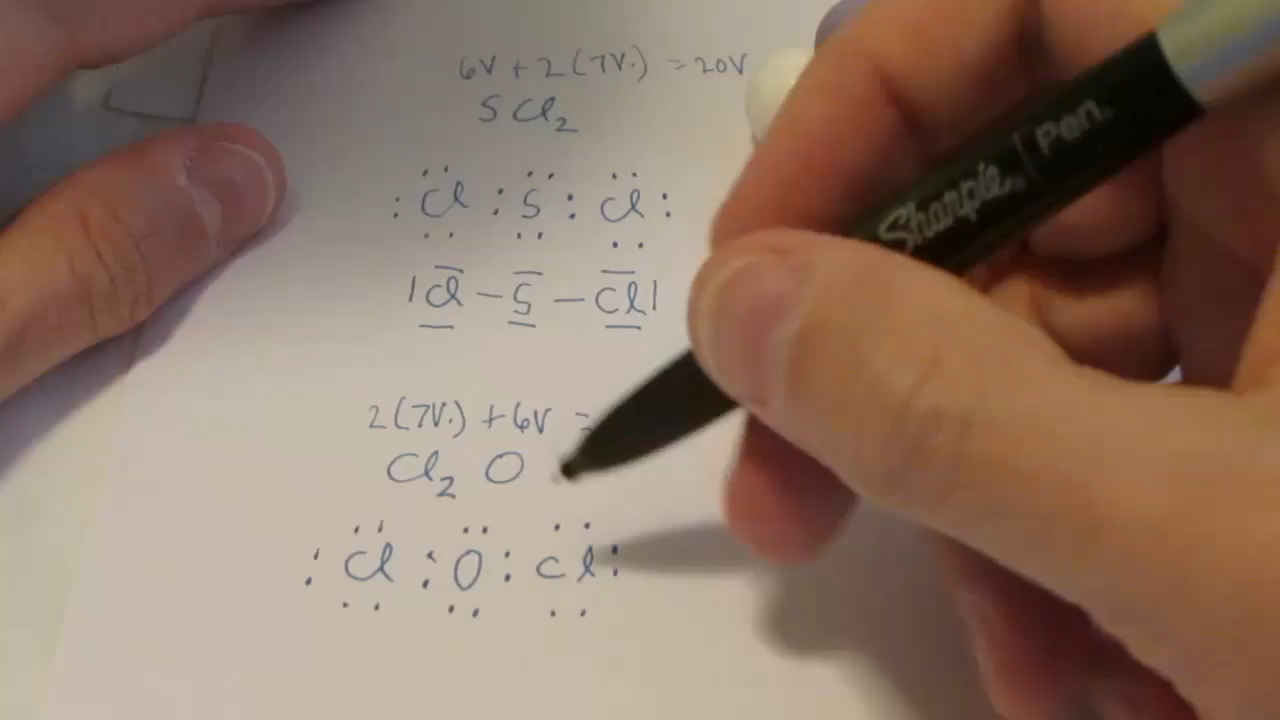 6V + 2(7V.) = 20V
SCl2
:Cl:S:Cl:
|Cl-S-Cl|
2(7V.) + 6V =
Cl2O
:Cl:O:Cl:
Sharpie. | Pen.